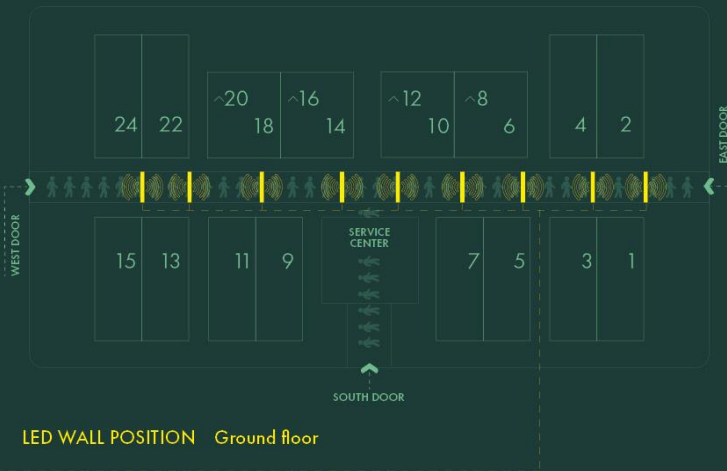 ^20 ^16 ^12 ^8
24 22 18 14 10 6 4 2
EAST DOOR
WEST DOOR
SERVICE
CENTER
15 13 11 9 7 5 3 1
SOUTH DOOR
LED WALL POSITION Ground floor